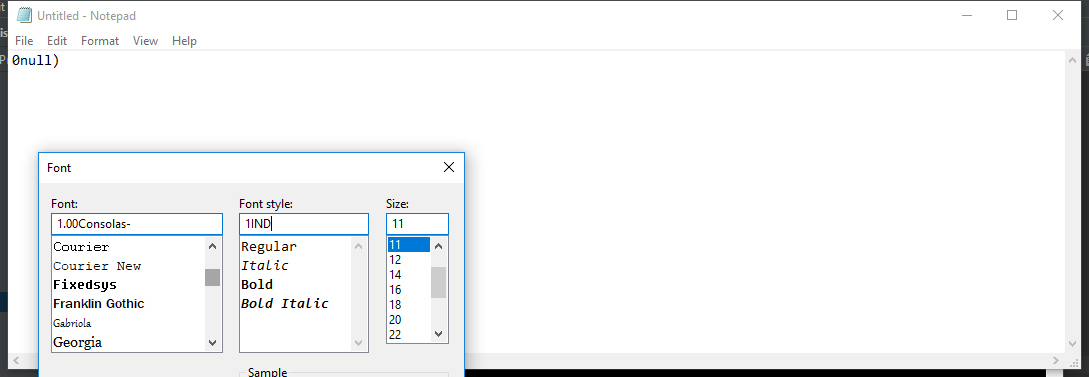 Untitled - Notepad
File Edit Format View Help
0null)
Font
Font: Font style: Size:
1.00Consolas- 1IND 11
Courier
Courier New
Fixedsys
Franklin Gothic
Gabriola
Georgia
Regular
Italic
Bold
Bold Italic
11
12
14
16
18
20
22
Sample